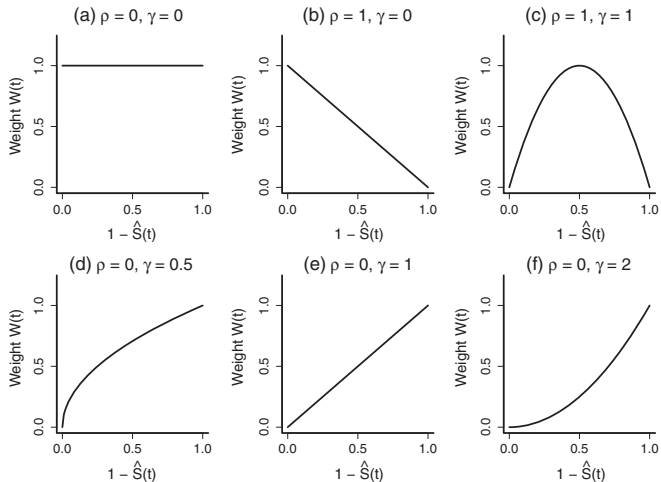 (a) ρ = 0, γ = 0
(b) ρ = 1, γ = 0
(c) ρ = 1, γ = 1
Weight W(t)
1.0
0.5
0.0
0.0 0.5 1.0
1 − Ŝ(t)
Weight W(t)
1.0
0.5
0.0
0.0 0.5 1.0
1 − Ŝ(t)
Weight W(t)
1.0
0.5
0.0
0.0 0.5 1.0
1 − Ŝ(t)
(d) ρ = 0, γ = 0.5
(e) ρ = 0, γ = 1
(f) ρ = 0, γ = 2
Weight W(t)
1.0
0.5
0.0
0.0 0.5 1.0
1 − Ŝ(t)
Weight W(t)
1.0
0.5
0.0
0.0 0.5 1.0
1 − Ŝ(t)
Weight W(t)
1.0
0.5
0.0
0.0 0.5 1.0
1 − Ŝ(t)